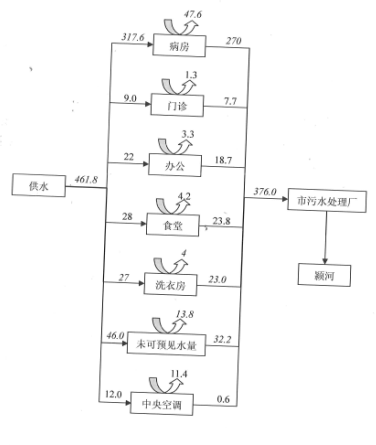 47.6
317.6 病房 270
1.3
9.0 门诊 7.7
3.3
22 办公 18.7
供水 461.8
4.2
28 食堂 23.8
376.0 市污水处理厂
4
27 洗衣房 23.0
颍河
13.8
46.0 未可预见水量 32.2
11.4
12.0 中央空调 0.6